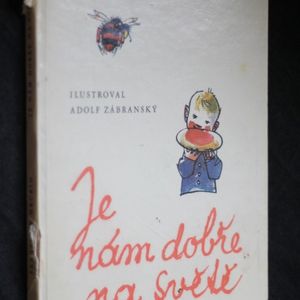 ILUSTROVAL
ADOLF ZÁBRANSKÝ
Je
nám dobře
na světě